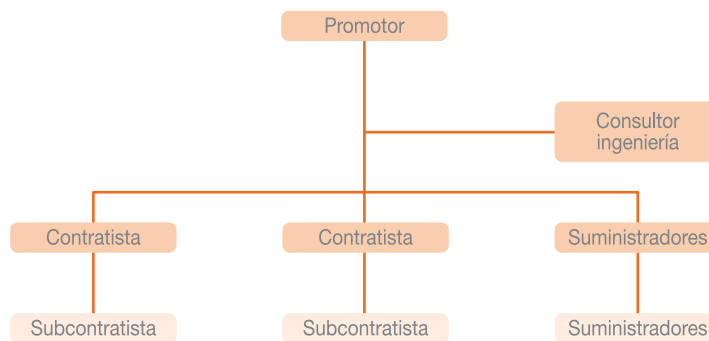 Promotor
Consultor
ingeniería
Contratista
Contratista
Suministradores
Subcontratista
Subcontratista
Suministradores